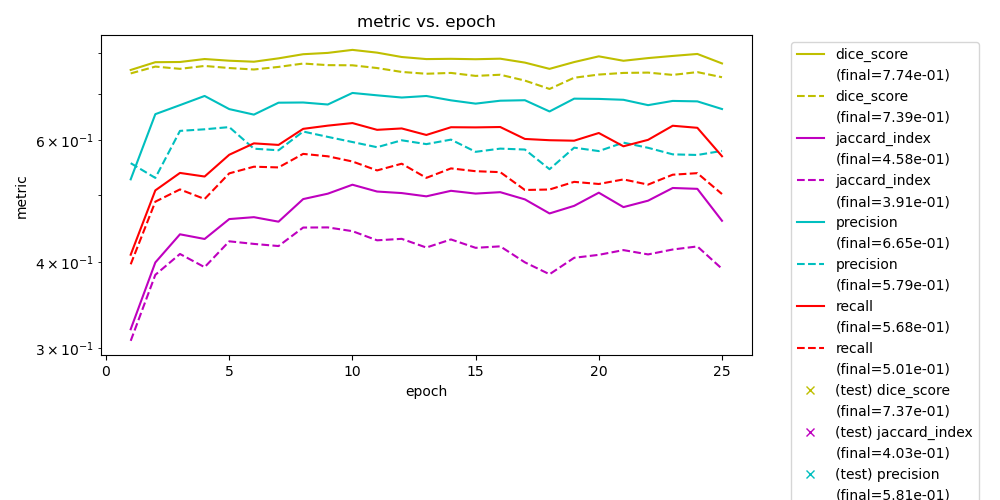 metric vs. epoch
metric
6 × 10⁻¹
4 × 10⁻¹
3 × 10⁻¹
0 5 10 15 20 25
epoch
dice_score
(final=7.74e-01)
dice_score
(final=7.39e-01)
jaccard_index
(final=4.58e-01)
jaccard_index
(final=3.91e-01)
precision
(final=6.65e-01)
precision
(final=5.79e-01)
recall
(final=5.68e-01)
recall
(final=5.01e-01)
(test) dice_score
(final=7.37e-01)
(test) jaccard_index
(final=4.03e-01)
(test) precision
(final=5.81e-01)